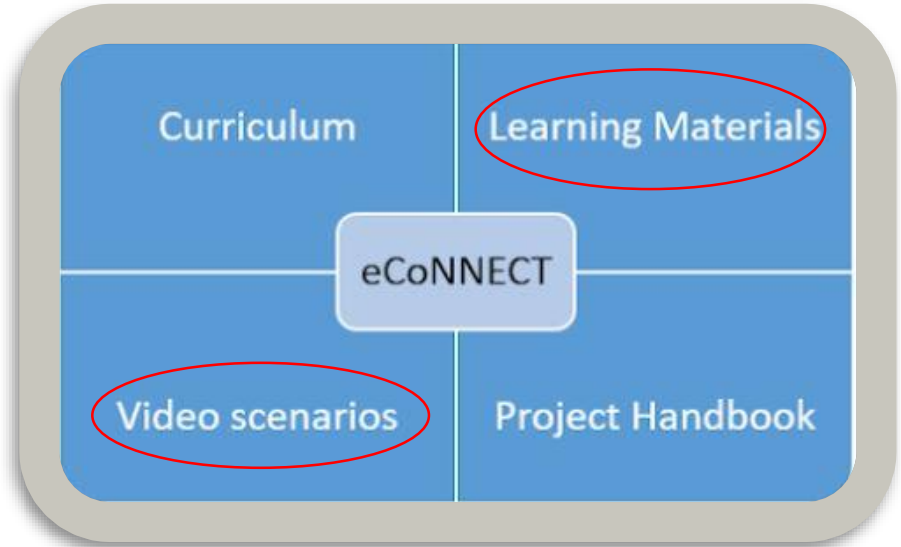 Curriculum
Learning Materials
eCoNNECT
Video scenarios
Project Handbook